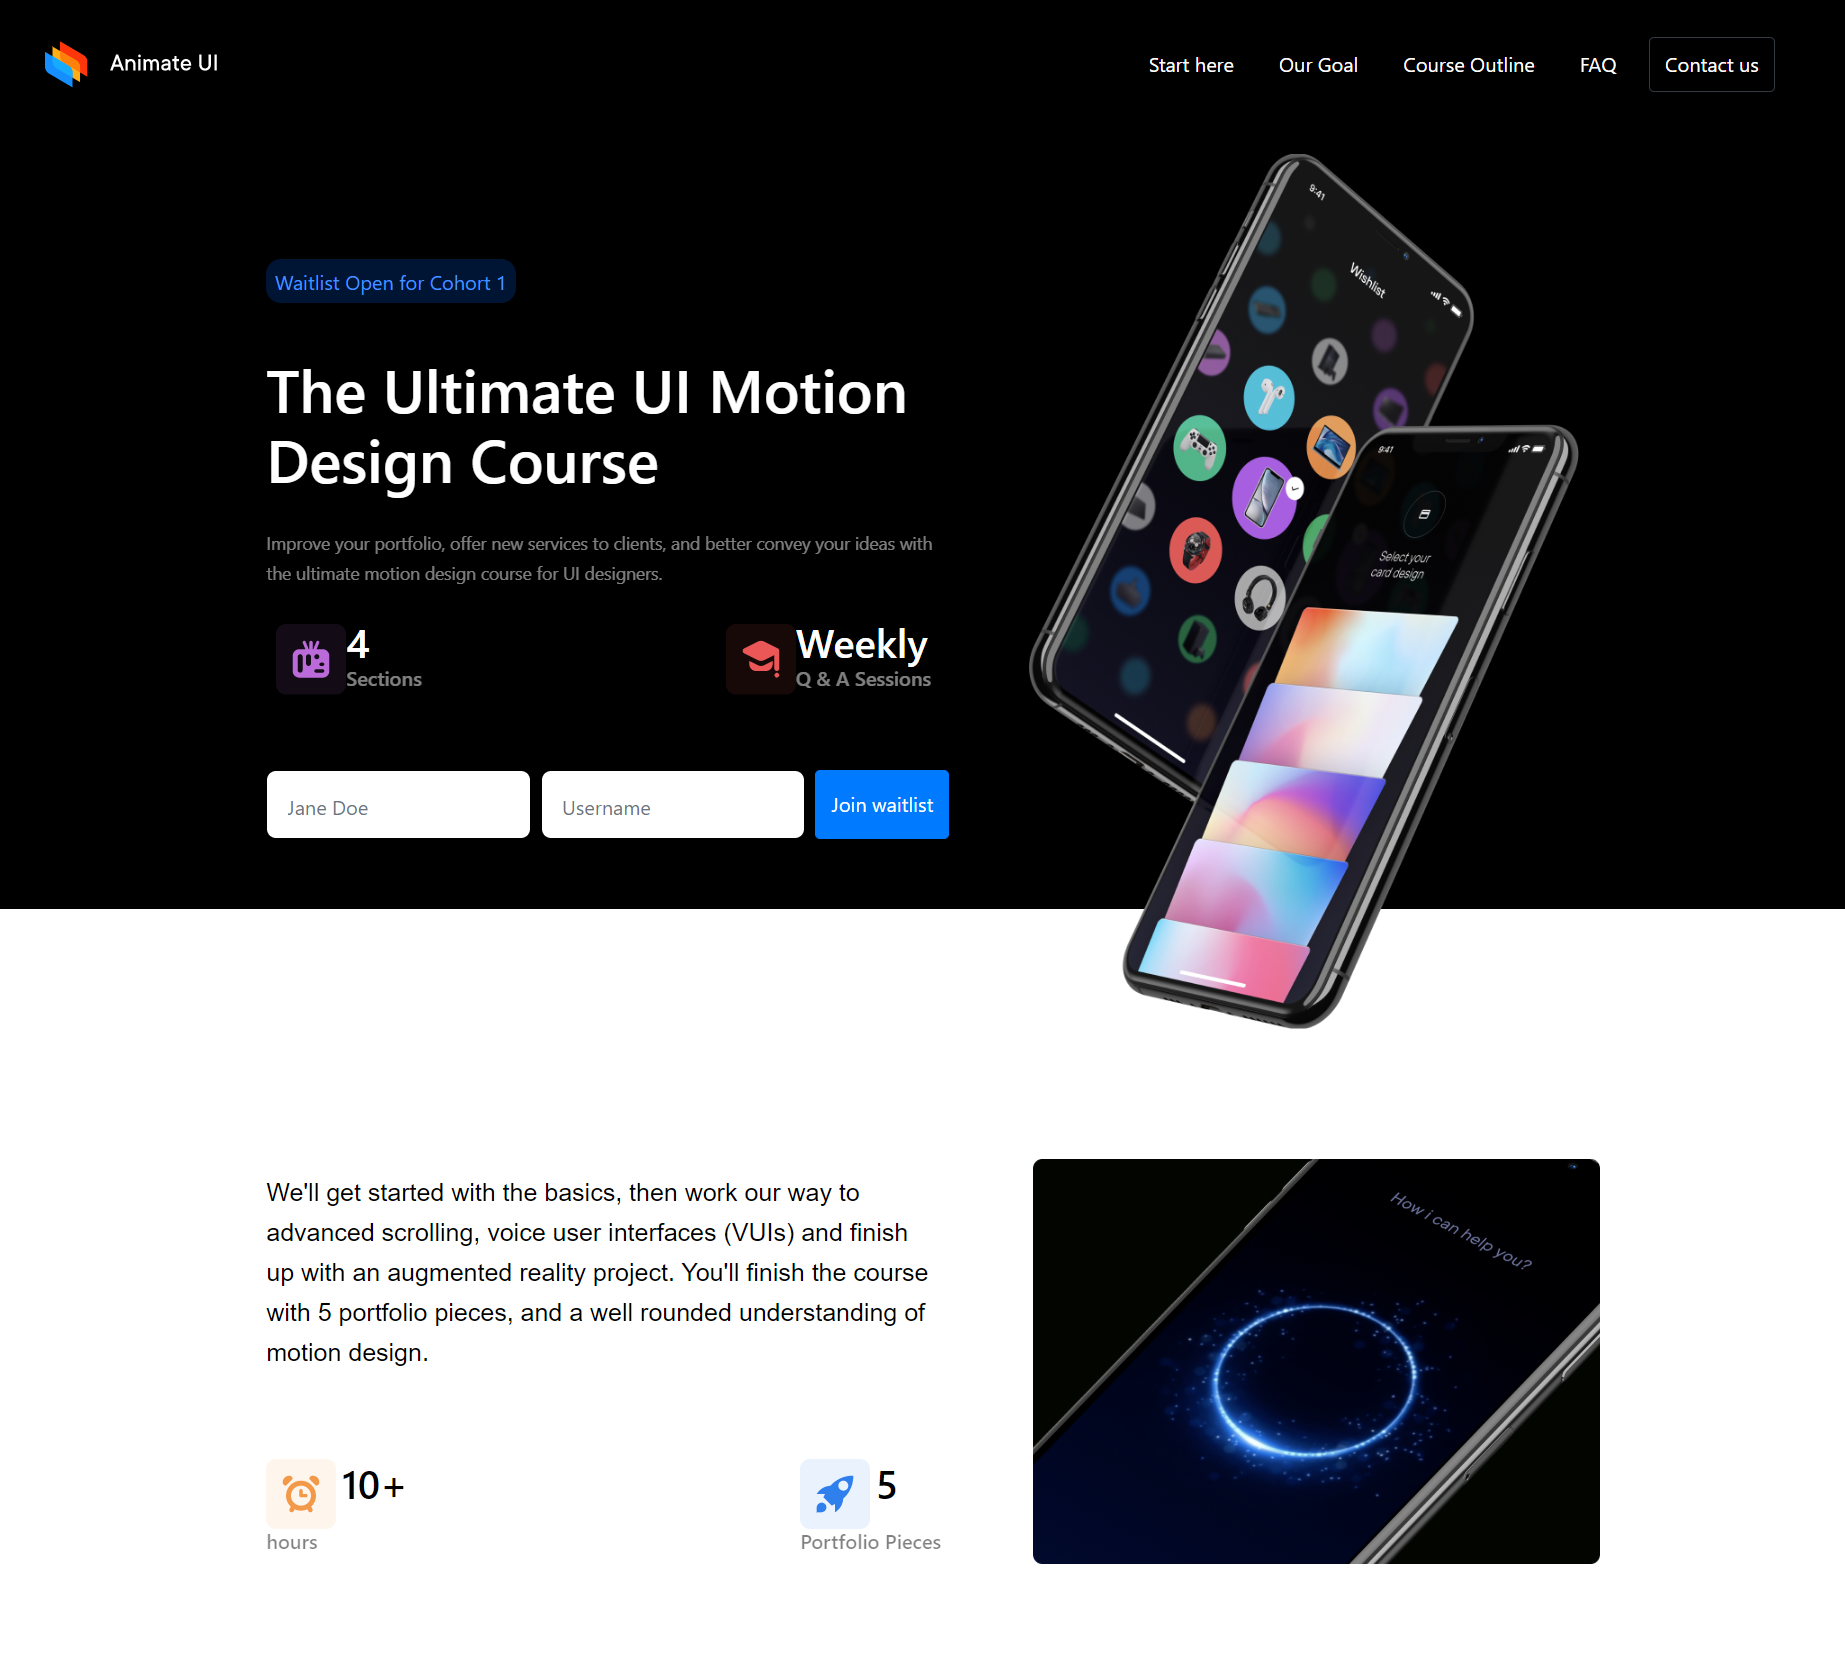 Animate UI
Start here
Our Goal
Course Outline
FAQ
Contact us
Waitlist Open for Cohort 1
The Ultimate UI Motion
Design Course
Improve your portfolio, offer new services to clients, and better convey your ideas with
the ultimate motion design course for UI designers.
4
Sections
Weekly
Q & A Sessions
Jane Doe
Username
Join waitlist
9:41
Wishlist
9:41
Select your
card design
We'll get started with the basics, then work our way to
advanced scrolling, voice user interfaces (VUIs) and finish
up with an augmented reality project. You'll finish the course
with 5 portfolio pieces, and a well rounded understanding of
motion design.
10+
hours
5
Portfolio Pieces
How i can help you?